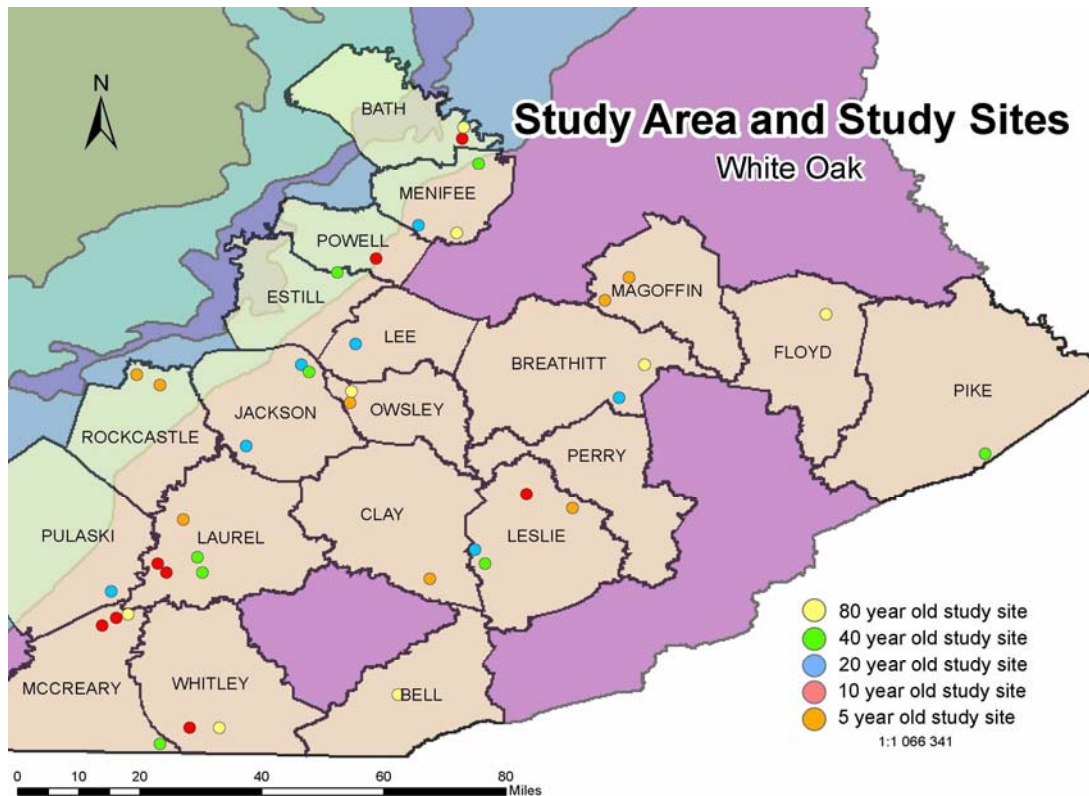 N
Study Area and Study Sites
White Oak
BATH
MENIFEE
POWELL
ESTILL
MAGOFFIN
LEE
FLOYD
BREATHITT
PIKE
JACKSON
OWSLEY
ROCKCASTLE
PERRY
CLAY
PULASKI
LAUREL
LESLIE
80 year old study site
40 year old study site
20 year old study site
10 year old study site
5 year old study site
1:1 066 341
MCCREARY
WHITLEY
BELL
0 10 20 40 60 80
Miles